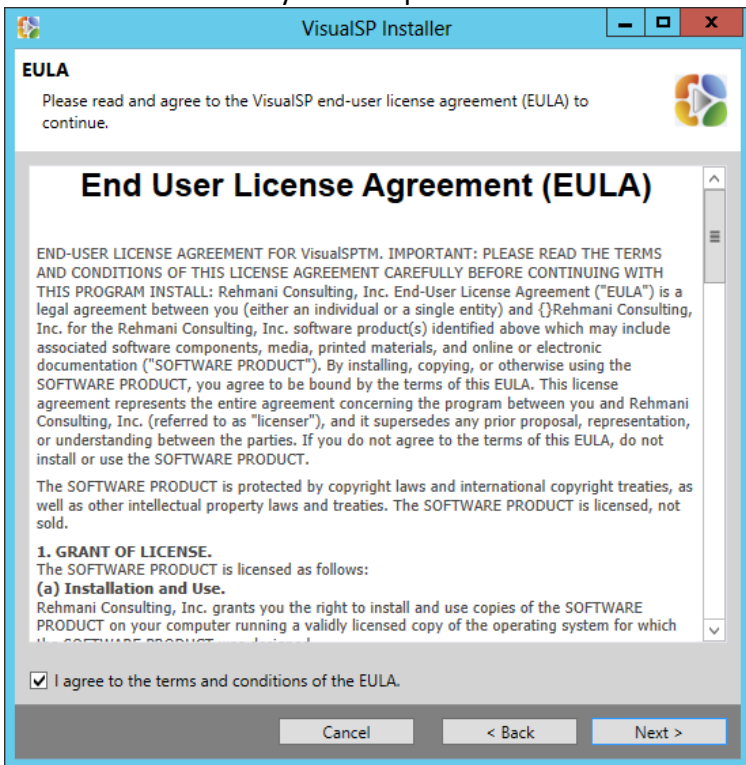 VisualSP Installer
EULA
Please read and agree to the VisualSP end-user license agreement (EULA) to
continue.
End User License Agreement (EULA)
END-USER LICENSE AGREEMENT FOR VisualSPTM. IMPORTANT: PLEASE READ THE TERMS
AND CONDITIONS OF THIS LICENSE AGREEMENT CAREFULLY BEFORE CONTINUING WITH
THIS PROGRAM INSTALL: Rehmani Consulting, Inc. End-User License Agreement ("EULA") is a
legal agreement between you (either an individual or a single entity) and {}Rehmani Consulting,
Inc. for the Rehmani Consulting, Inc. software product(s) identified above which may include
associated software components, media, printed materials, and online or electronic
documentation ("SOFTWARE PRODUCT"). By installing, copying, or otherwise using the
SOFTWARE PRODUCT, you agree to be bound by the terms of this EULA. This license
agreement represents the entire agreement concerning the program between you and Rehmani
Consulting, Inc. (referred to as "licenser"), and it supersedes any prior proposal, representation,
or understanding between the parties. If you do not agree to the terms of this EULA, do not
install or use the SOFTWARE PRODUCT.
The SOFTWARE PRODUCT is protected by copyright laws and international copyright treaties, as
well as other intellectual property laws and treaties. The SOFTWARE PRODUCT is licensed, not
sold.
1. GRANT OF LICENSE.
The SOFTWARE PRODUCT is licensed as follows:
(a) Installation and Use.
Rehmani Consulting, Inc. grants you the right to install and use copies of the SOFTWARE
PRODUCT on your computer running a validly licensed copy of the operating system for which
I agree to the terms and conditions of the EULA.
Cancel
< Back
Next >